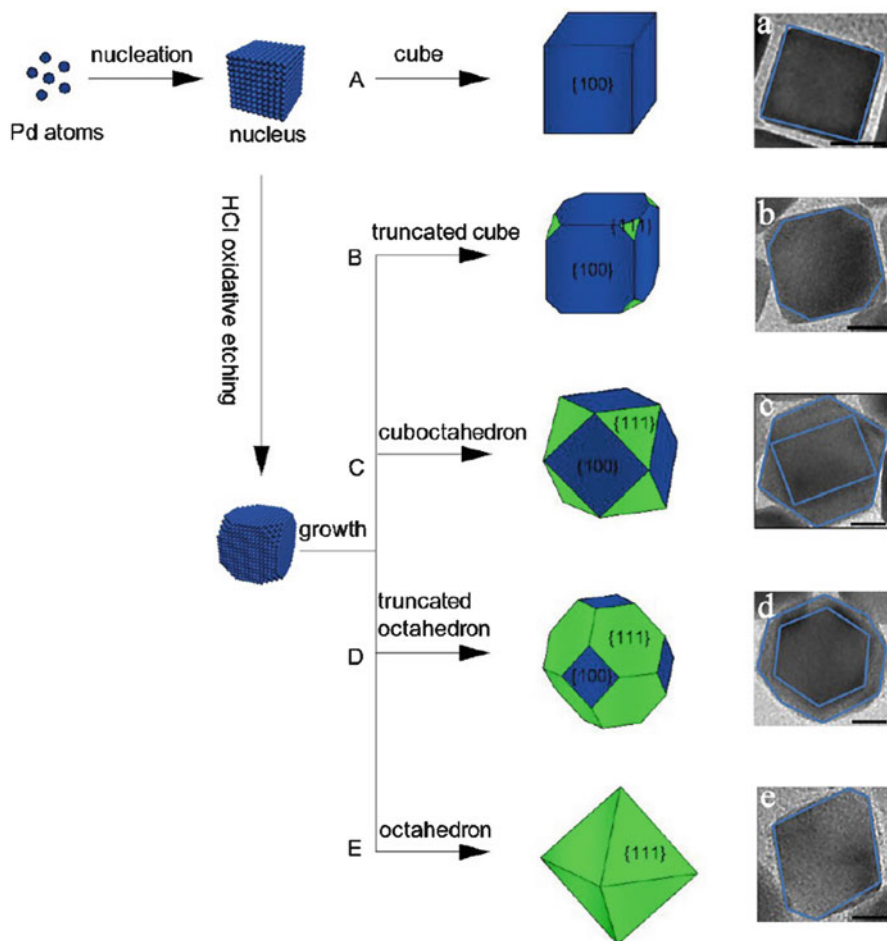 nucleation
Pd atoms
nucleus
A
cube
{100}
a
HCl oxidative etching
B
truncated cube
{111}
{100}
b
C
cuboctahedron
{111}
{100}
c
growth
D
truncated
octahedron
{111}
{100}
d
E
octahedron
{111}
e